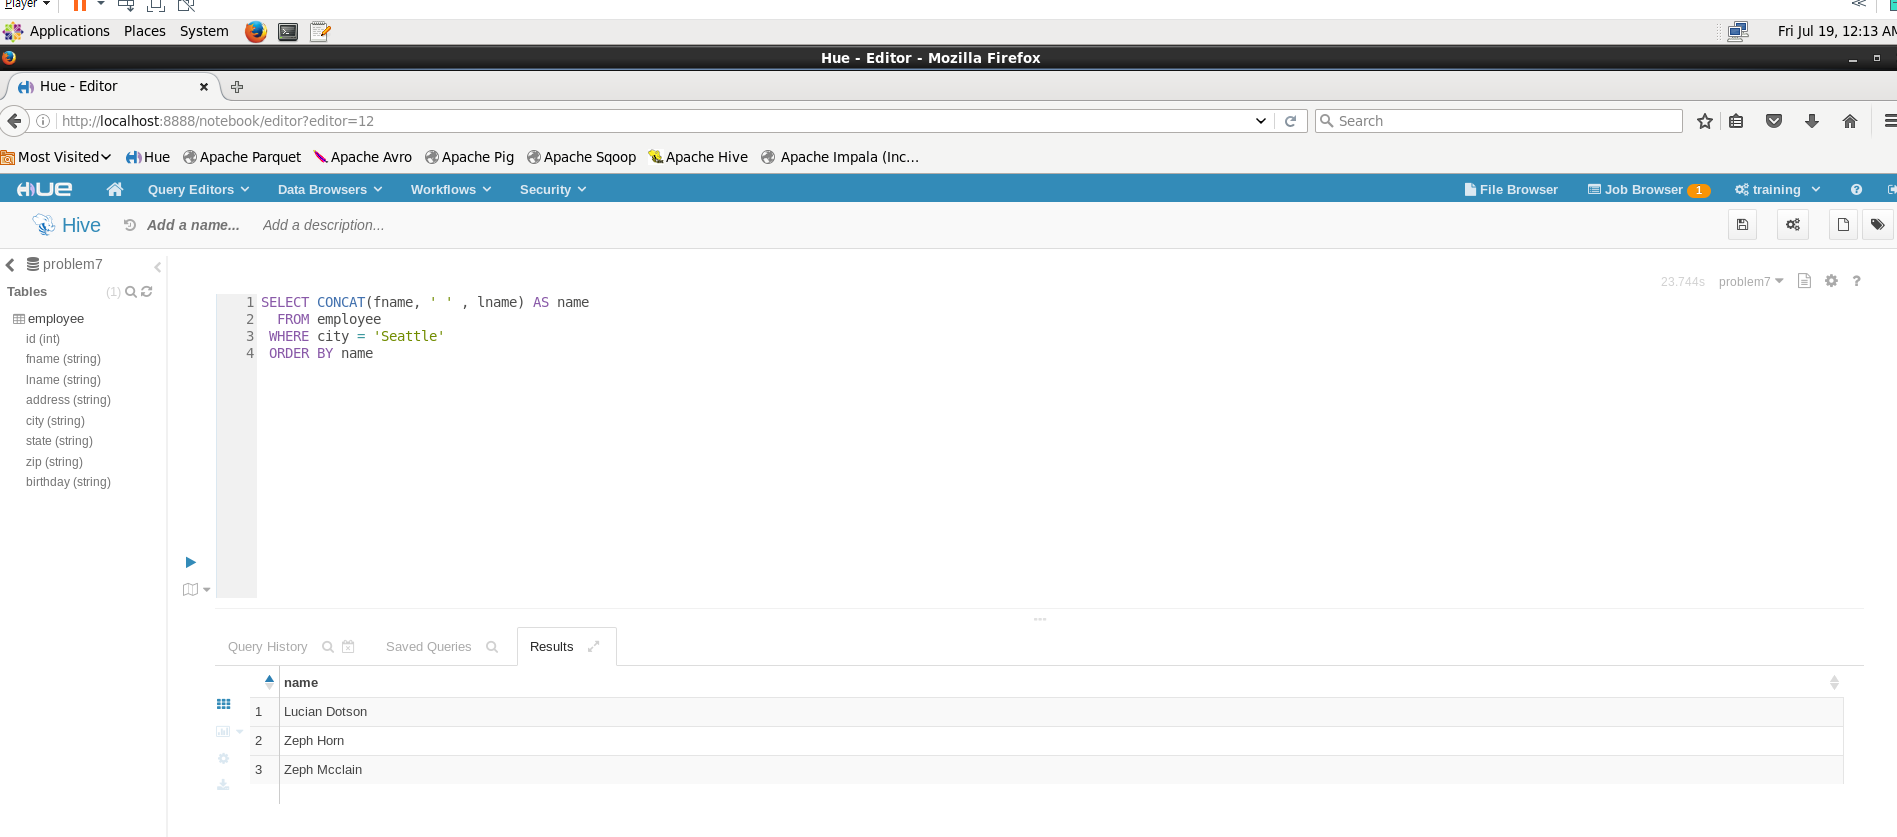 Player
Applications Places System Fri Jul 19, 12:13 AM
Hue - Editor - Mozilla Firefox
Hue - Editor
http://localhost:8888/notebook/editor?editor=12 Search
Most Visited Hue Apache Parquet Apache Avro Apache Pig Apache Sqoop Apache Hive Apache Impala (Inc...
HUE Query Editors Data Browsers Workflows Security File Browser Job Browser 1 training ?
Hive Add a name... Add a description...
problem7
23.744s problem7 ?
Tables (1)
employee
id (int)
fname (string)
lname (string)
address (string)
city (string)
state (string)
zip (string)
birthday (string)
1 SELECT CONCAT(fname, ' ' , lname) AS name
2 FROM employee
3 WHERE city = 'Seattle'
4 ORDER BY name
Query History Saved Queries Results
name
1 Lucian Dotson
2 Zeph Horn
3 Zeph Mcclain